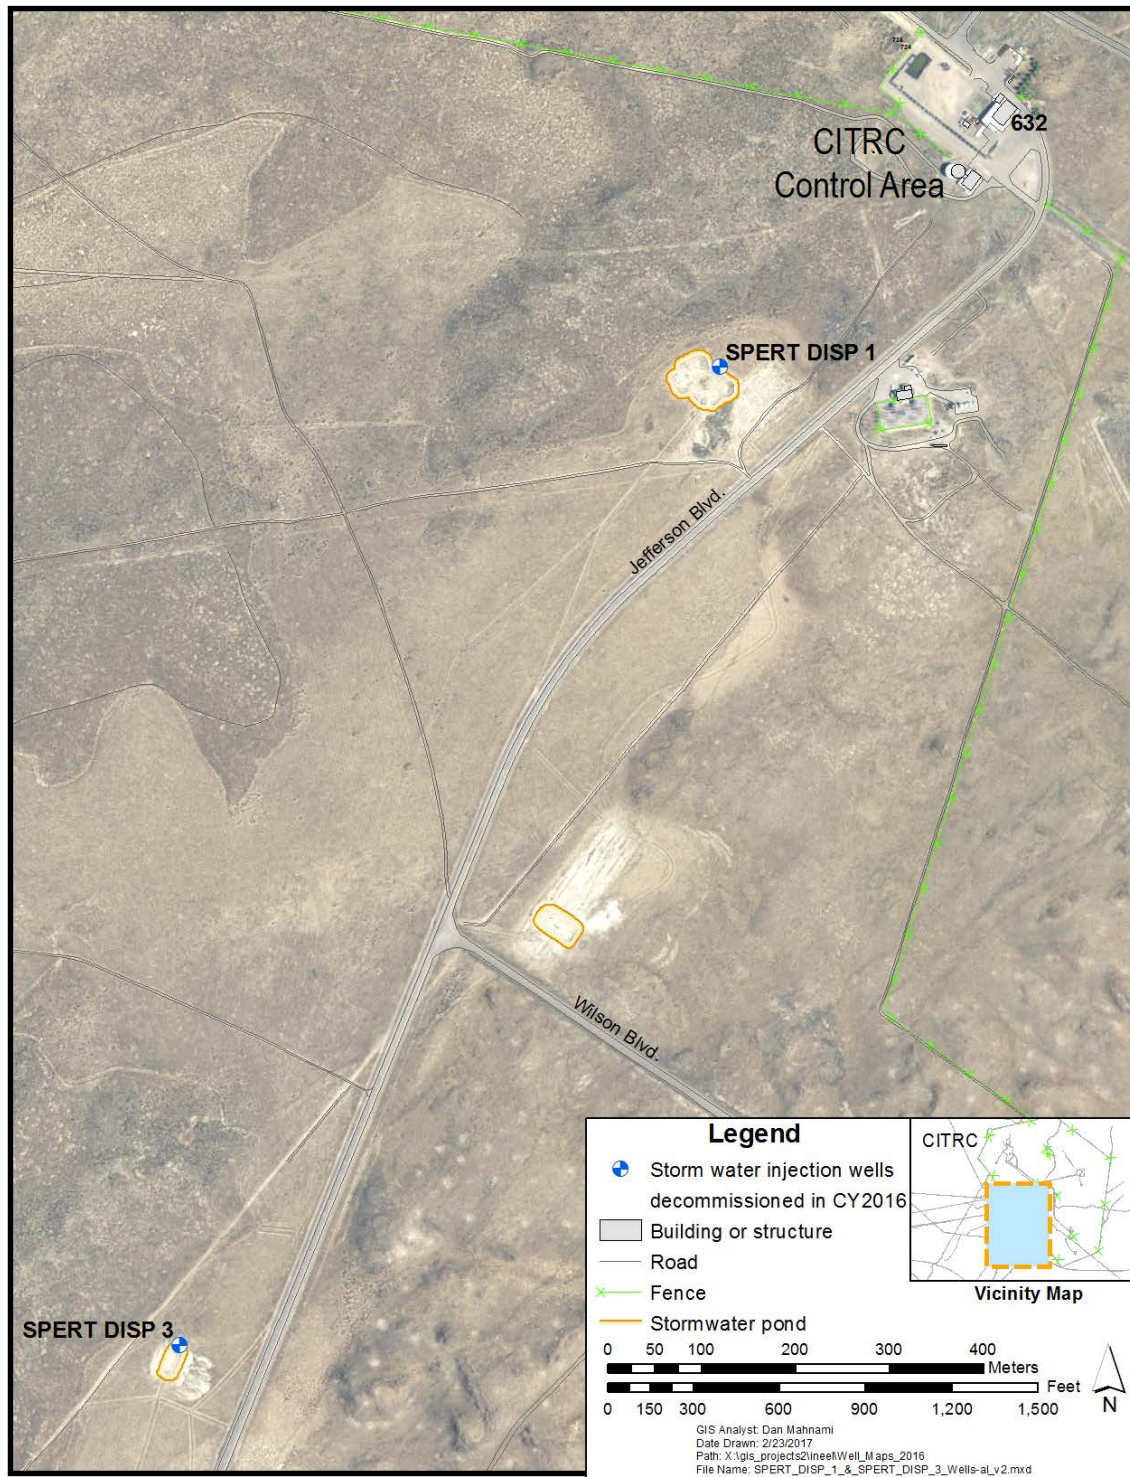 734
724
632
CITRC
Control Area
SPERT DISP 1
Jefferson Blvd.
Wilson Blvd.
SPERT DISP 3
Legend
Storm water injection wells
decommissioned in CY2016
Building or structure
Road
Fence
Stormwater pond
CITRC
Vicinity Map
0 50 100 200 300 400
Meters
Feet
0 150 300 600 900 1,200 1,500
N
GIS Analyst: Dan Mahnami
Date Drawn: 2/23/2017
Path: X:\gis_projects2\ineel\Well_Maps_2016
File Name: SPERT_DISP_1_&_SPERT_DISP_3_Wells-al_v2.mxd